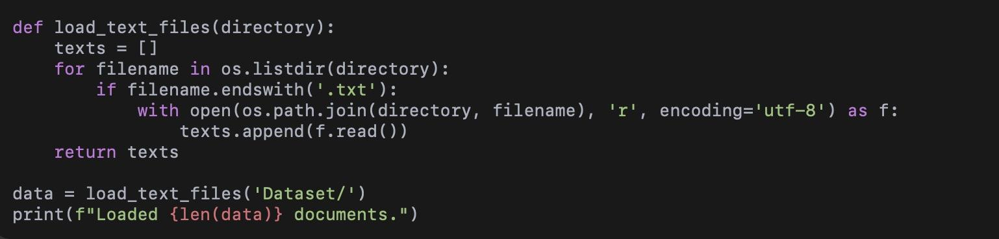 def load_text_files(directory):
    texts = []
    for filename in os.listdir(directory):
        if filename.endswith('.txt'):
            with open(os.path.join(directory, filename), 'r', encoding='utf-8') as f:
                texts.append(f.read())
    return texts

data = load_text_files('Dataset/')
print(f"Loaded {len(data)} documents.")